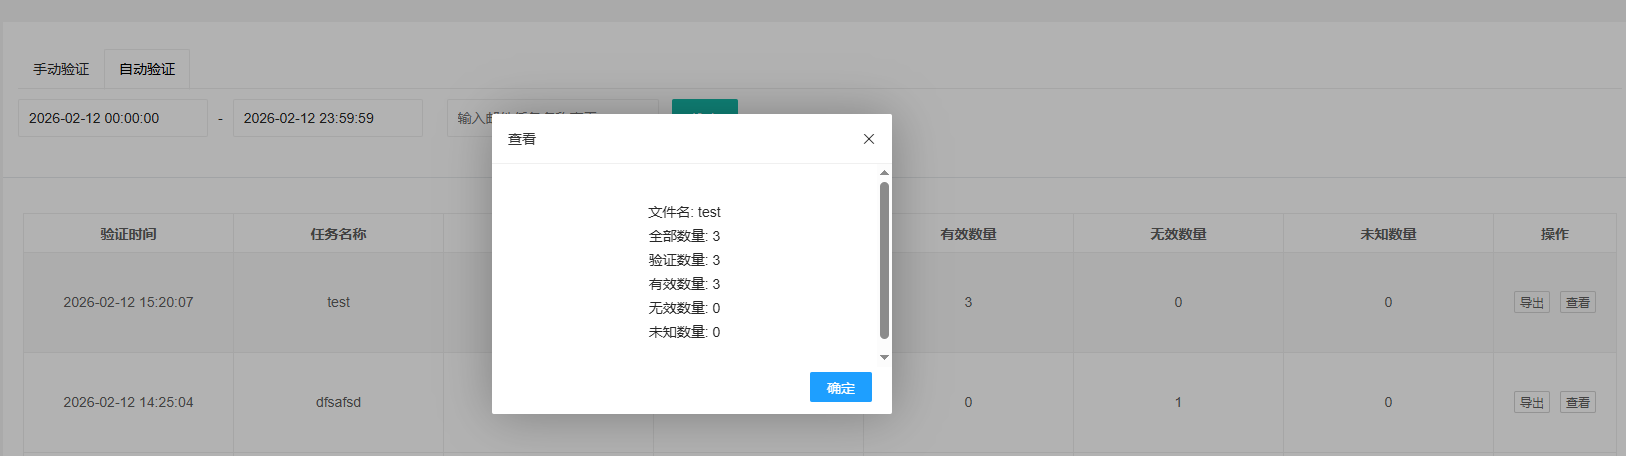 手动验证 自动验证
2026-02-12 00:00:00 - 2026-02-12 23:59:59 输入
查看
文件名: test
全部数量: 3
验证数量: 3
有效数量: 3
无效数量: 0
未知数量: 0
确定
验证时间 任务名称 有效数量 无效数量 未知数量 操作
2026-02-12 15:20:07 test 3 0 0 导出 查看
2026-02-12 14:25:04 dfsafsd 0 1 0 导出 查看